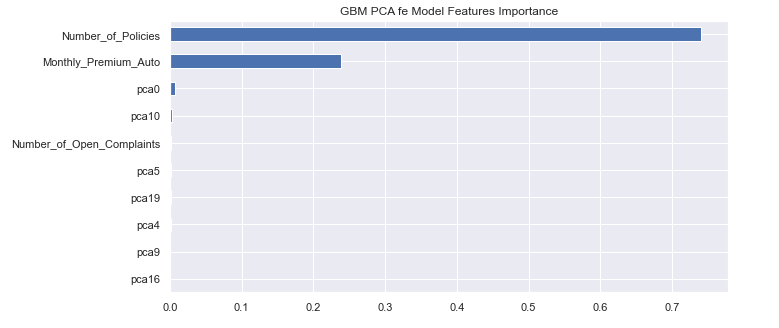 GBM PCA fe Model Features Importance
Number_of_Policies
Monthly_Premium_Auto
pca0
pca10
Number_of_Open_Complaints
pca5
pca19
pca4
pca9
pca16
0.0 0.1 0.2 0.3 0.4 0.5 0.6 0.7